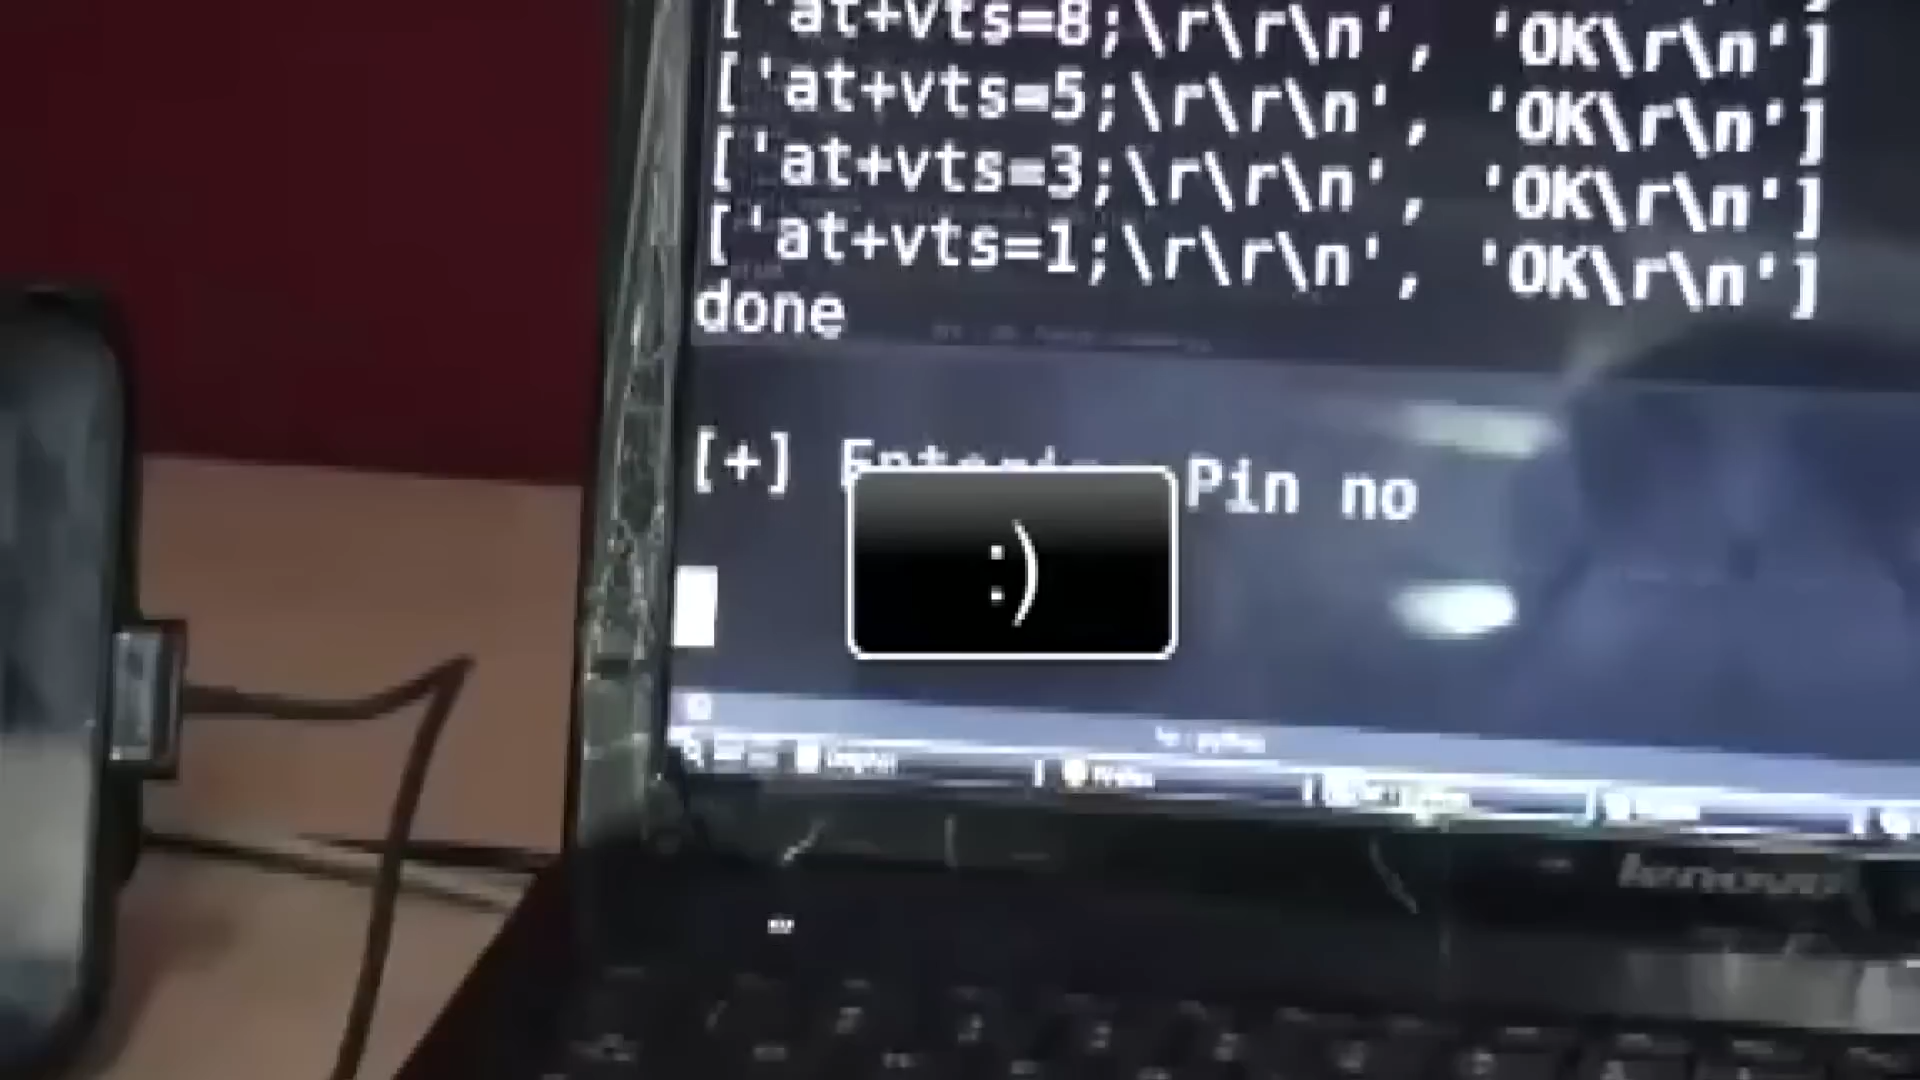 ['at+vts=8;\r\r\n', 'OK\r\n']
['at+vts=5;\r\r\n', 'OK\r\n']
['at+vts=3;\r\r\n', 'OK\r\n']
['at+vts=1;\r\r\n', 'OK\r\n']
done
[+] Pin no
:)
lenovo